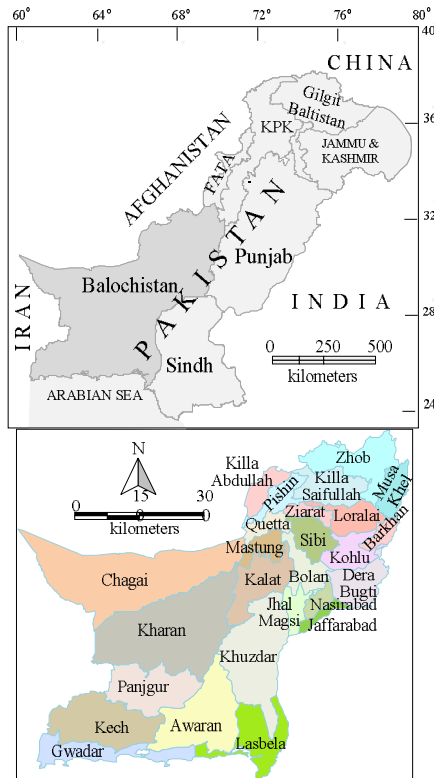 60° 64° 68° 72° 76° 80°
CHINA
Gilgit
Baltistan
36
KPK
AFGHANISTAN
JAMMU &
KASHMIR
FATA
32
PAKISTAN
Punjab
Balochistan
IRAN
INDIA
28
0 250 500
kilometers
Sindh
ARABIAN SEA
24
N
Zhob
Killa
Abdullah
Killa
Saifullah
Musa
Khel
Pishin
15
0 30
kilometers
Ziarat
Loralai
Barkhan
Quetta
Mastung
Sibi
Kohlu
Chagai
Kalat
Bolan
Dera
Bugti
Jhal
Magsi
Nasirabad
Jaffarabad
Kharan
Khuzdar
Panjgur
Kech
Awaran
Gwadar
Lasbela